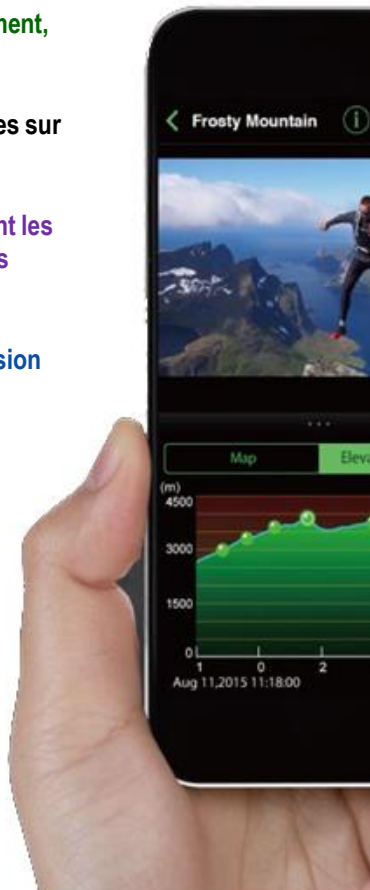 ment,
es sur
nt les
s
sion
Frosty Mountain
Map
Eleva
(m)
4500
3000
1500
0
1 0 2
Aug 11,2015 11:18:00